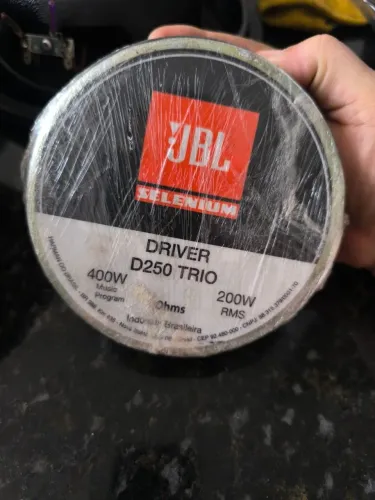 JBL
SELENIUM
DRIVER
D250 TRIO
400W
Music
Program
Ohms
200W
RMS
Indústria Brasileira